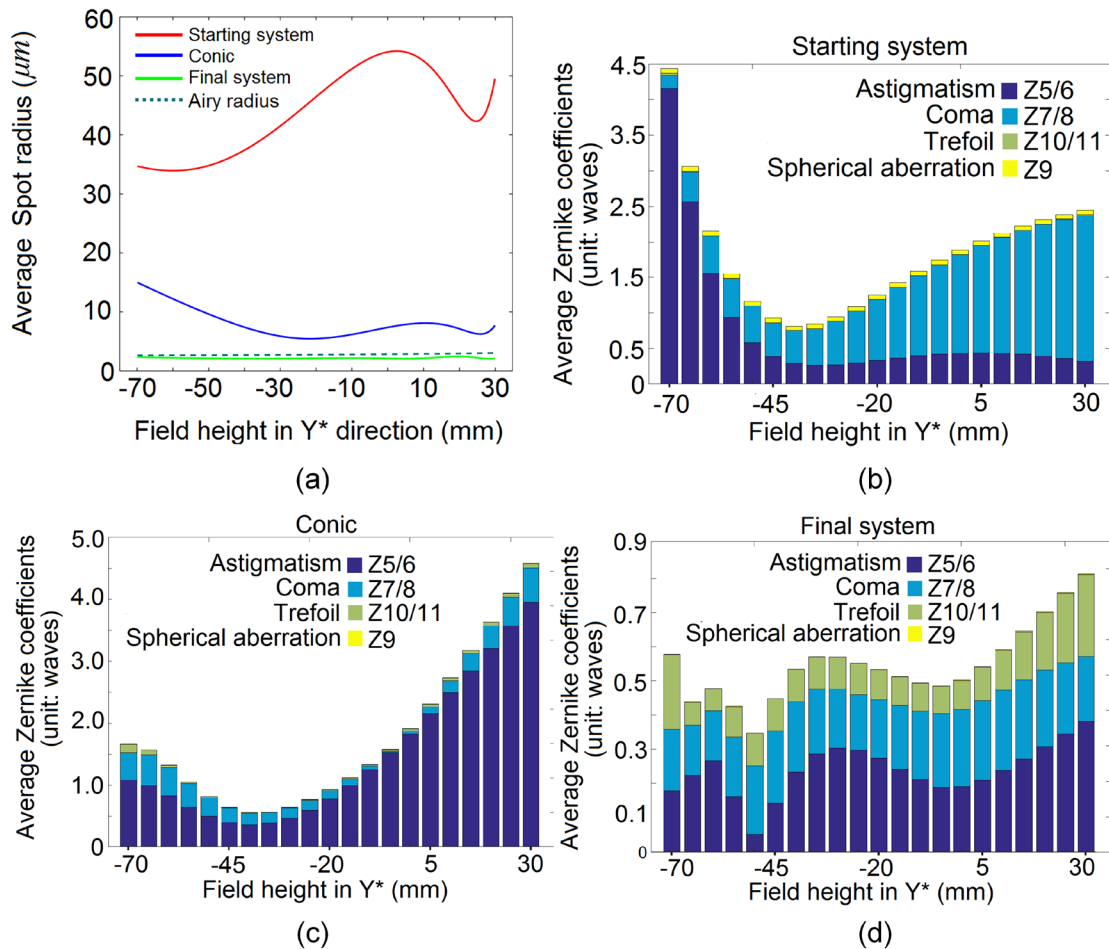 Average Spot radius (μm)
60
50
40
30
20
10
0
Starting system
Conic
Final system
Airy radius
-70
-50
-30
-10
10
30
Field height in Y* direction (mm)
(a)
Starting system
Average Zernike coefficients
(unit: waves)
4.5
3.5
2.5
1.5
0.5
0
Astigmatism Z5/6
Coma Z7/8
Trefoil Z10/11
Spherical aberration Z9
-70
-45
-20
5
30
Field height in Y* (mm)
(b)
Conic
Average Zernike coefficients
(unit: waves)
5.0
4.0
3.0
2.0
1.0
0
Astigmatism Z5/6
Coma Z7/8
Trefoil Z10/11
Spherical aberration Z9
-70
-45
-20
5
30
Field height in Y* (mm)
(c)
Final system
Average Zernike coefficients
(unit: waves)
0.9
0.7
0.5
0.3
0.1
0
Astigmatism Z5/6
Coma Z7/8
Trefoil Z10/11
Spherical aberration Z9
-70
-45
-20
5
30
Field height in Y* (mm)
(d)